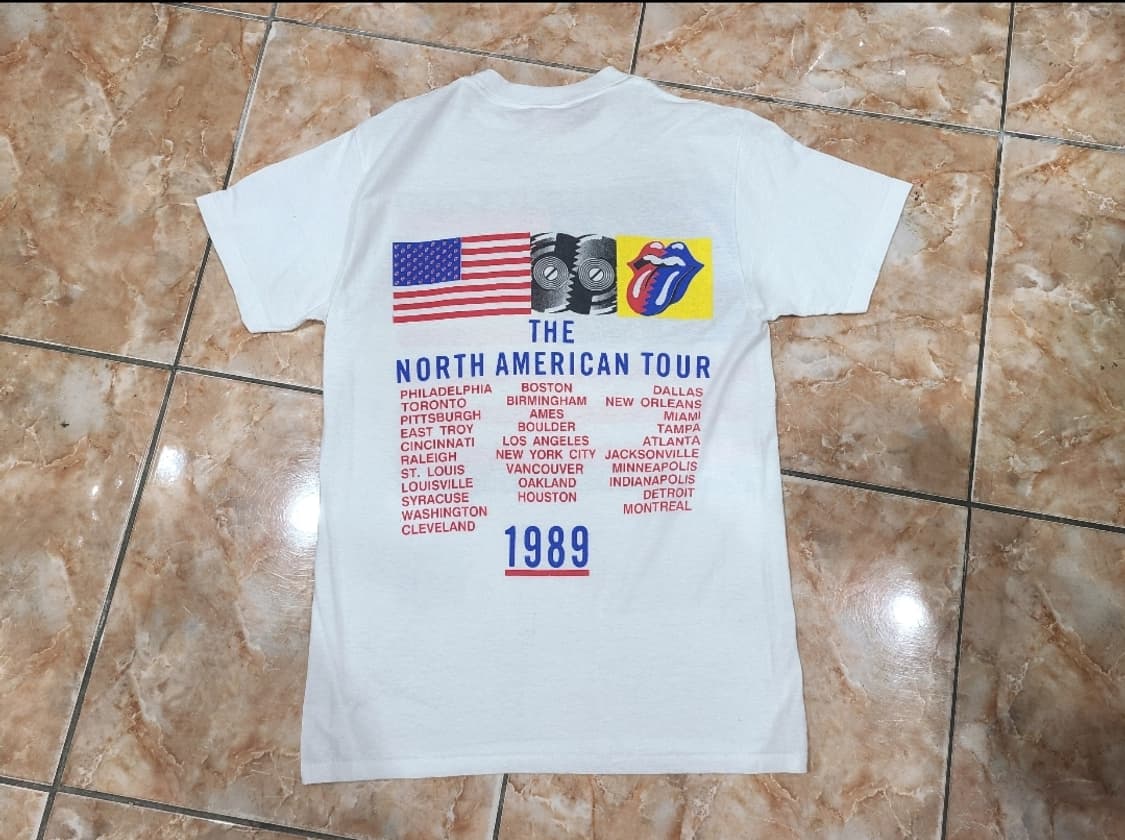 THE
NORTH AMERICAN TOUR
PHILADELPHIA
TORONTO
PITTSBURGH
EAST TROY
CINCINNATI
RALEIGH
ST. LOUIS
LOUISVILLE
SYRACUSE
WASHINGTON
CLEVELAND
BOSTON
BIRMINGHAM
AMES
BOULDER
LOS ANGELES
NEW YORK CITY
VANCOUVER
OAKLAND
HOUSTON
DALLAS
NEW ORLEANS
MIAMI
TAMPA
ATLANTA
JACKSONVILLE
MINNEAPOLIS
INDIANAPOLIS
DETROIT
MONTREAL
1989